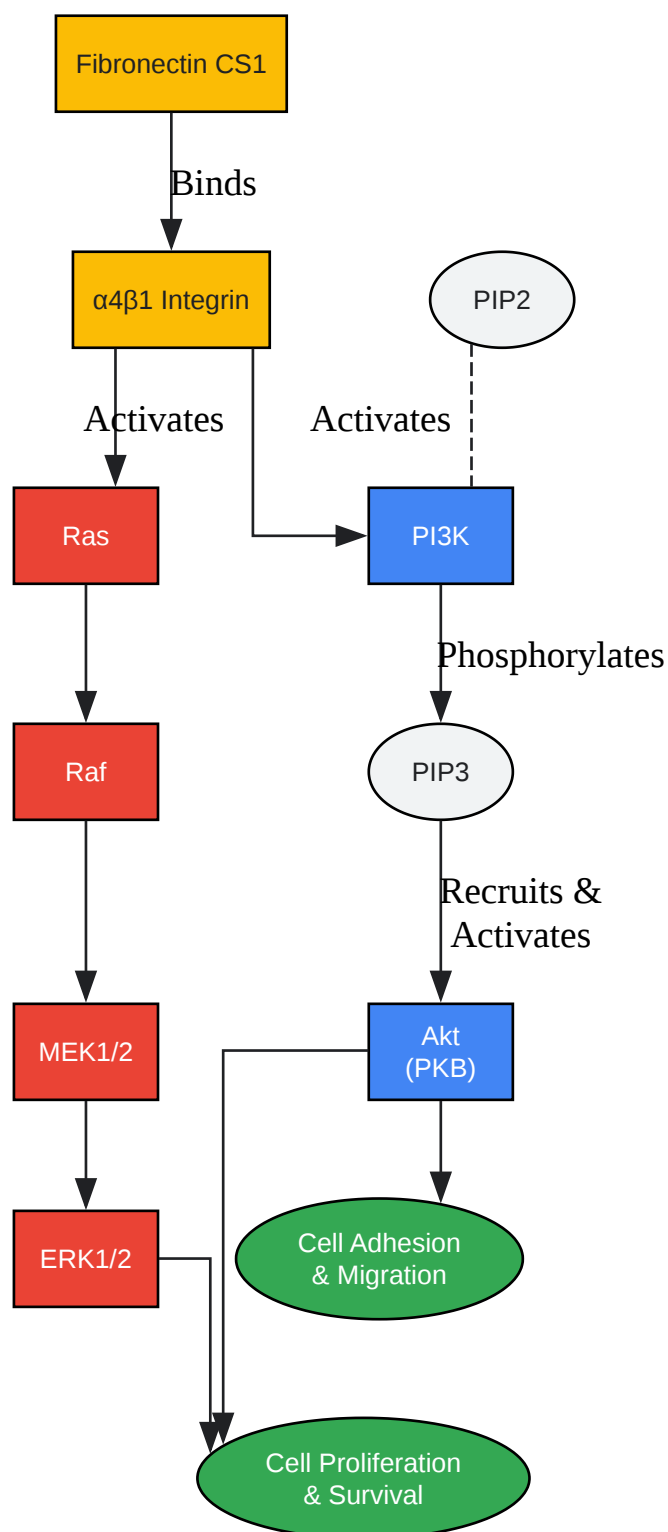 Fibronectin CS1
Binds
α4β1 Integrin
PIP2
Activates
Activates
Ras
PI3K
Phosphorylates
Raf
PIP3
Recruits &
Activates
MEK1/2
Akt
(PKB)
ERK1/2
Cell Adhesion
& Migration
Cell Proliferation
& Survival